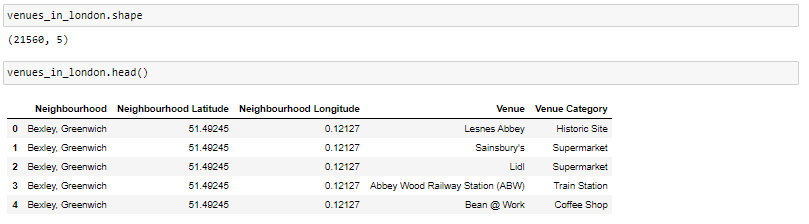 venues_in_london.shape
(21560, 5)
venues_in_london.head()
Neighbourhood Neighbourhood Latitude Neighbourhood Longitude Venue Venue Category
0 Bexley, Greenwich 51.49245 0.12127 Lesnes Abbey Historic Site
1 Bexley, Greenwich 51.49245 0.12127 Sainsbury's Supermarket
2 Bexley, Greenwich 51.49245 0.12127 Lidl Supermarket
3 Bexley, Greenwich 51.49245 0.12127 Abbey Wood Railway Station (ABW) Train Station
4 Bexley, Greenwich 51.49245 0.12127 Bean @ Work Coffee Shop